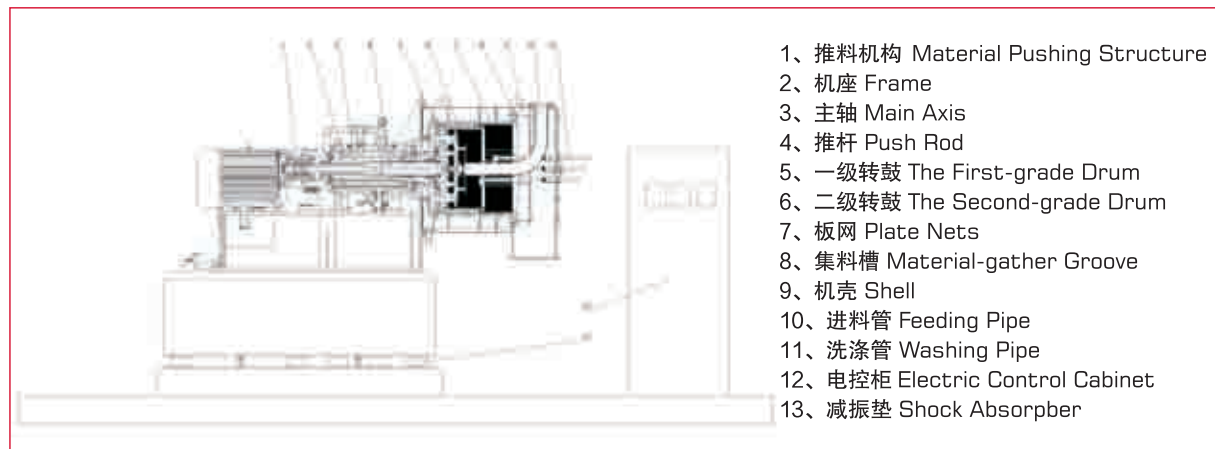 1、推料机构 Material Pushing Structure
2、机座 Frame
3、主轴 Main Axis
4、推杆 Push Rod
5、一级转鼓 The First-grade Drum
6、二级转鼓 The Second-grade Drum
7、板网 Plate Nets
8、集料槽 Material-gather Groove
9、机壳 Shell
10、进料管 Feeding Pipe
11、洗涤管 Washing Pipe
12、电控柜 Electric Control Cabinet
13、减振垫 Shock Absorpber